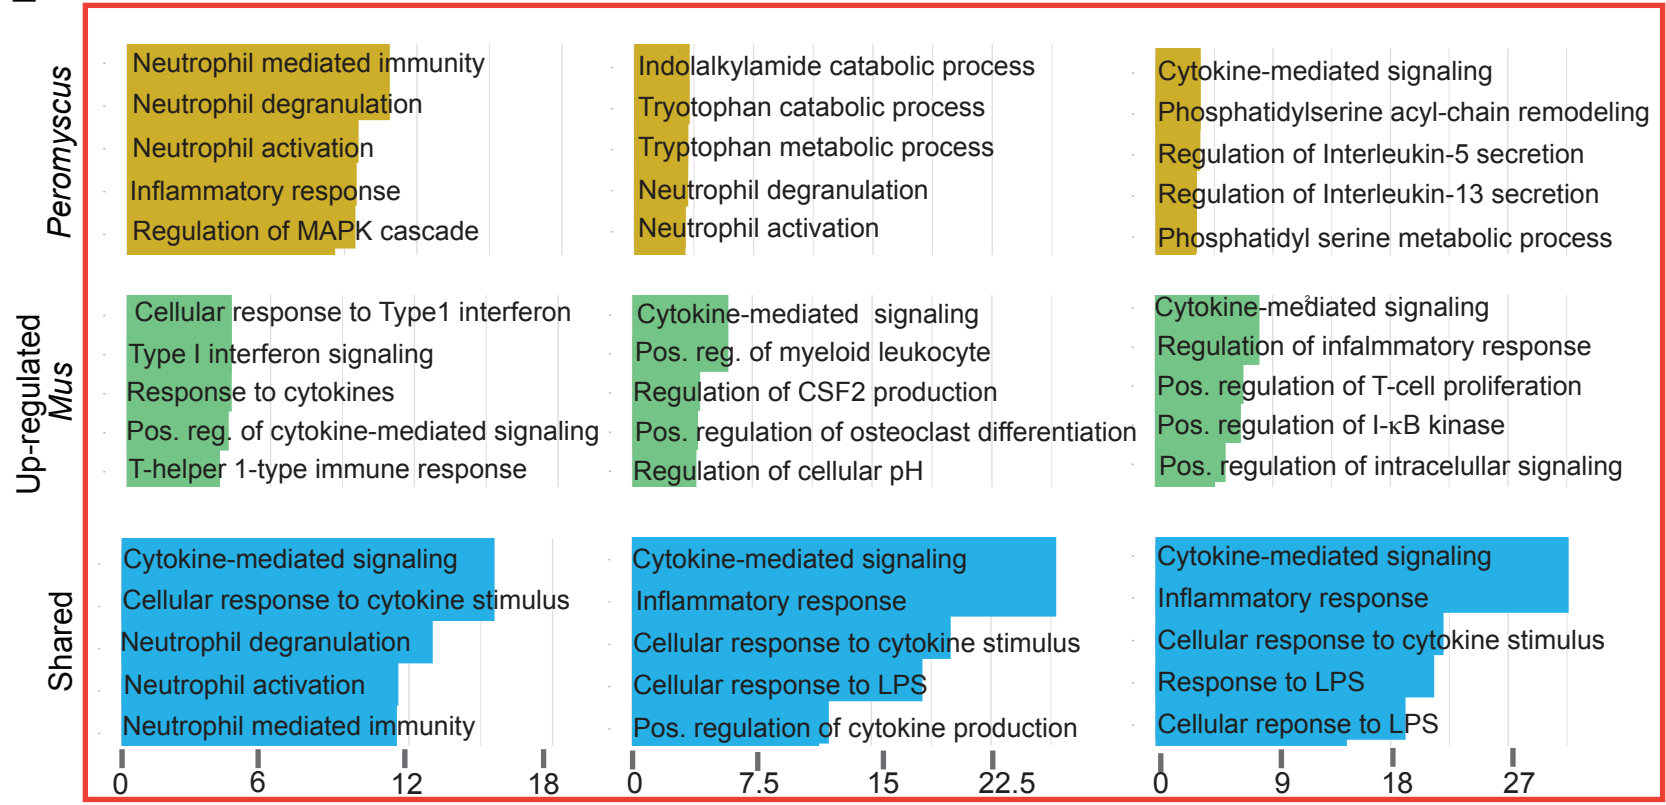 Peromyscus
Neutrophil mediated immunity
Neutrophil degranulation
Neutrophil activation
Inflammatory response
Regulation of MAPK cascade
Indolalkylamide catabolic process
Tryotophan catabolic process
Tryptophan metabolic process
Neutrophil degranulation
Neutrophil activation
Cytokine-mediated signaling
Phosphatidylserine acyl-chain remodeling
Regulation of Interleukin-5 secretion
Regulation of Interleukin-13 secretion
Phosphatidyl serine metabolic process
Up-regulated
Mus
Cellular response to Type1 interferon
Type I interferon signaling
Response to cytokines
Pos. reg. of cytokine-mediated signaling
T-helper 1-type immune response
Cytokine-mediated signaling
Pos. reg. of myeloid leukocyte
Regulation of CSF2 production
Pos. regulation of osteoclast differentiation
Regulation of cellular pH
2
Cytokine-mediated signaling
Regulation of infalmmatory response
Pos. regulation of T-cell proliferation
Pos. regulation of I-κB kinase
Pos. regulation of intracelullar signaling
Shared
Cytokine-mediated signaling
Cellular response to cytokine stimulus
Neutrophil degranulation
Neutrophil activation
Neutrophil mediated immunity
0 6 12 18
Cytokine-mediated signaling
Inflammatory response
Cellular response to cytokine stimulus
Cellular response to LPS
Pos. regulation of cytokine production
0 7.5 15 22.5
Cytokine-mediated signaling
Inflammatory response
Cellular response to cytokine stimulus
Response to LPS
Cellular reponse to LPS
0 9 18 27